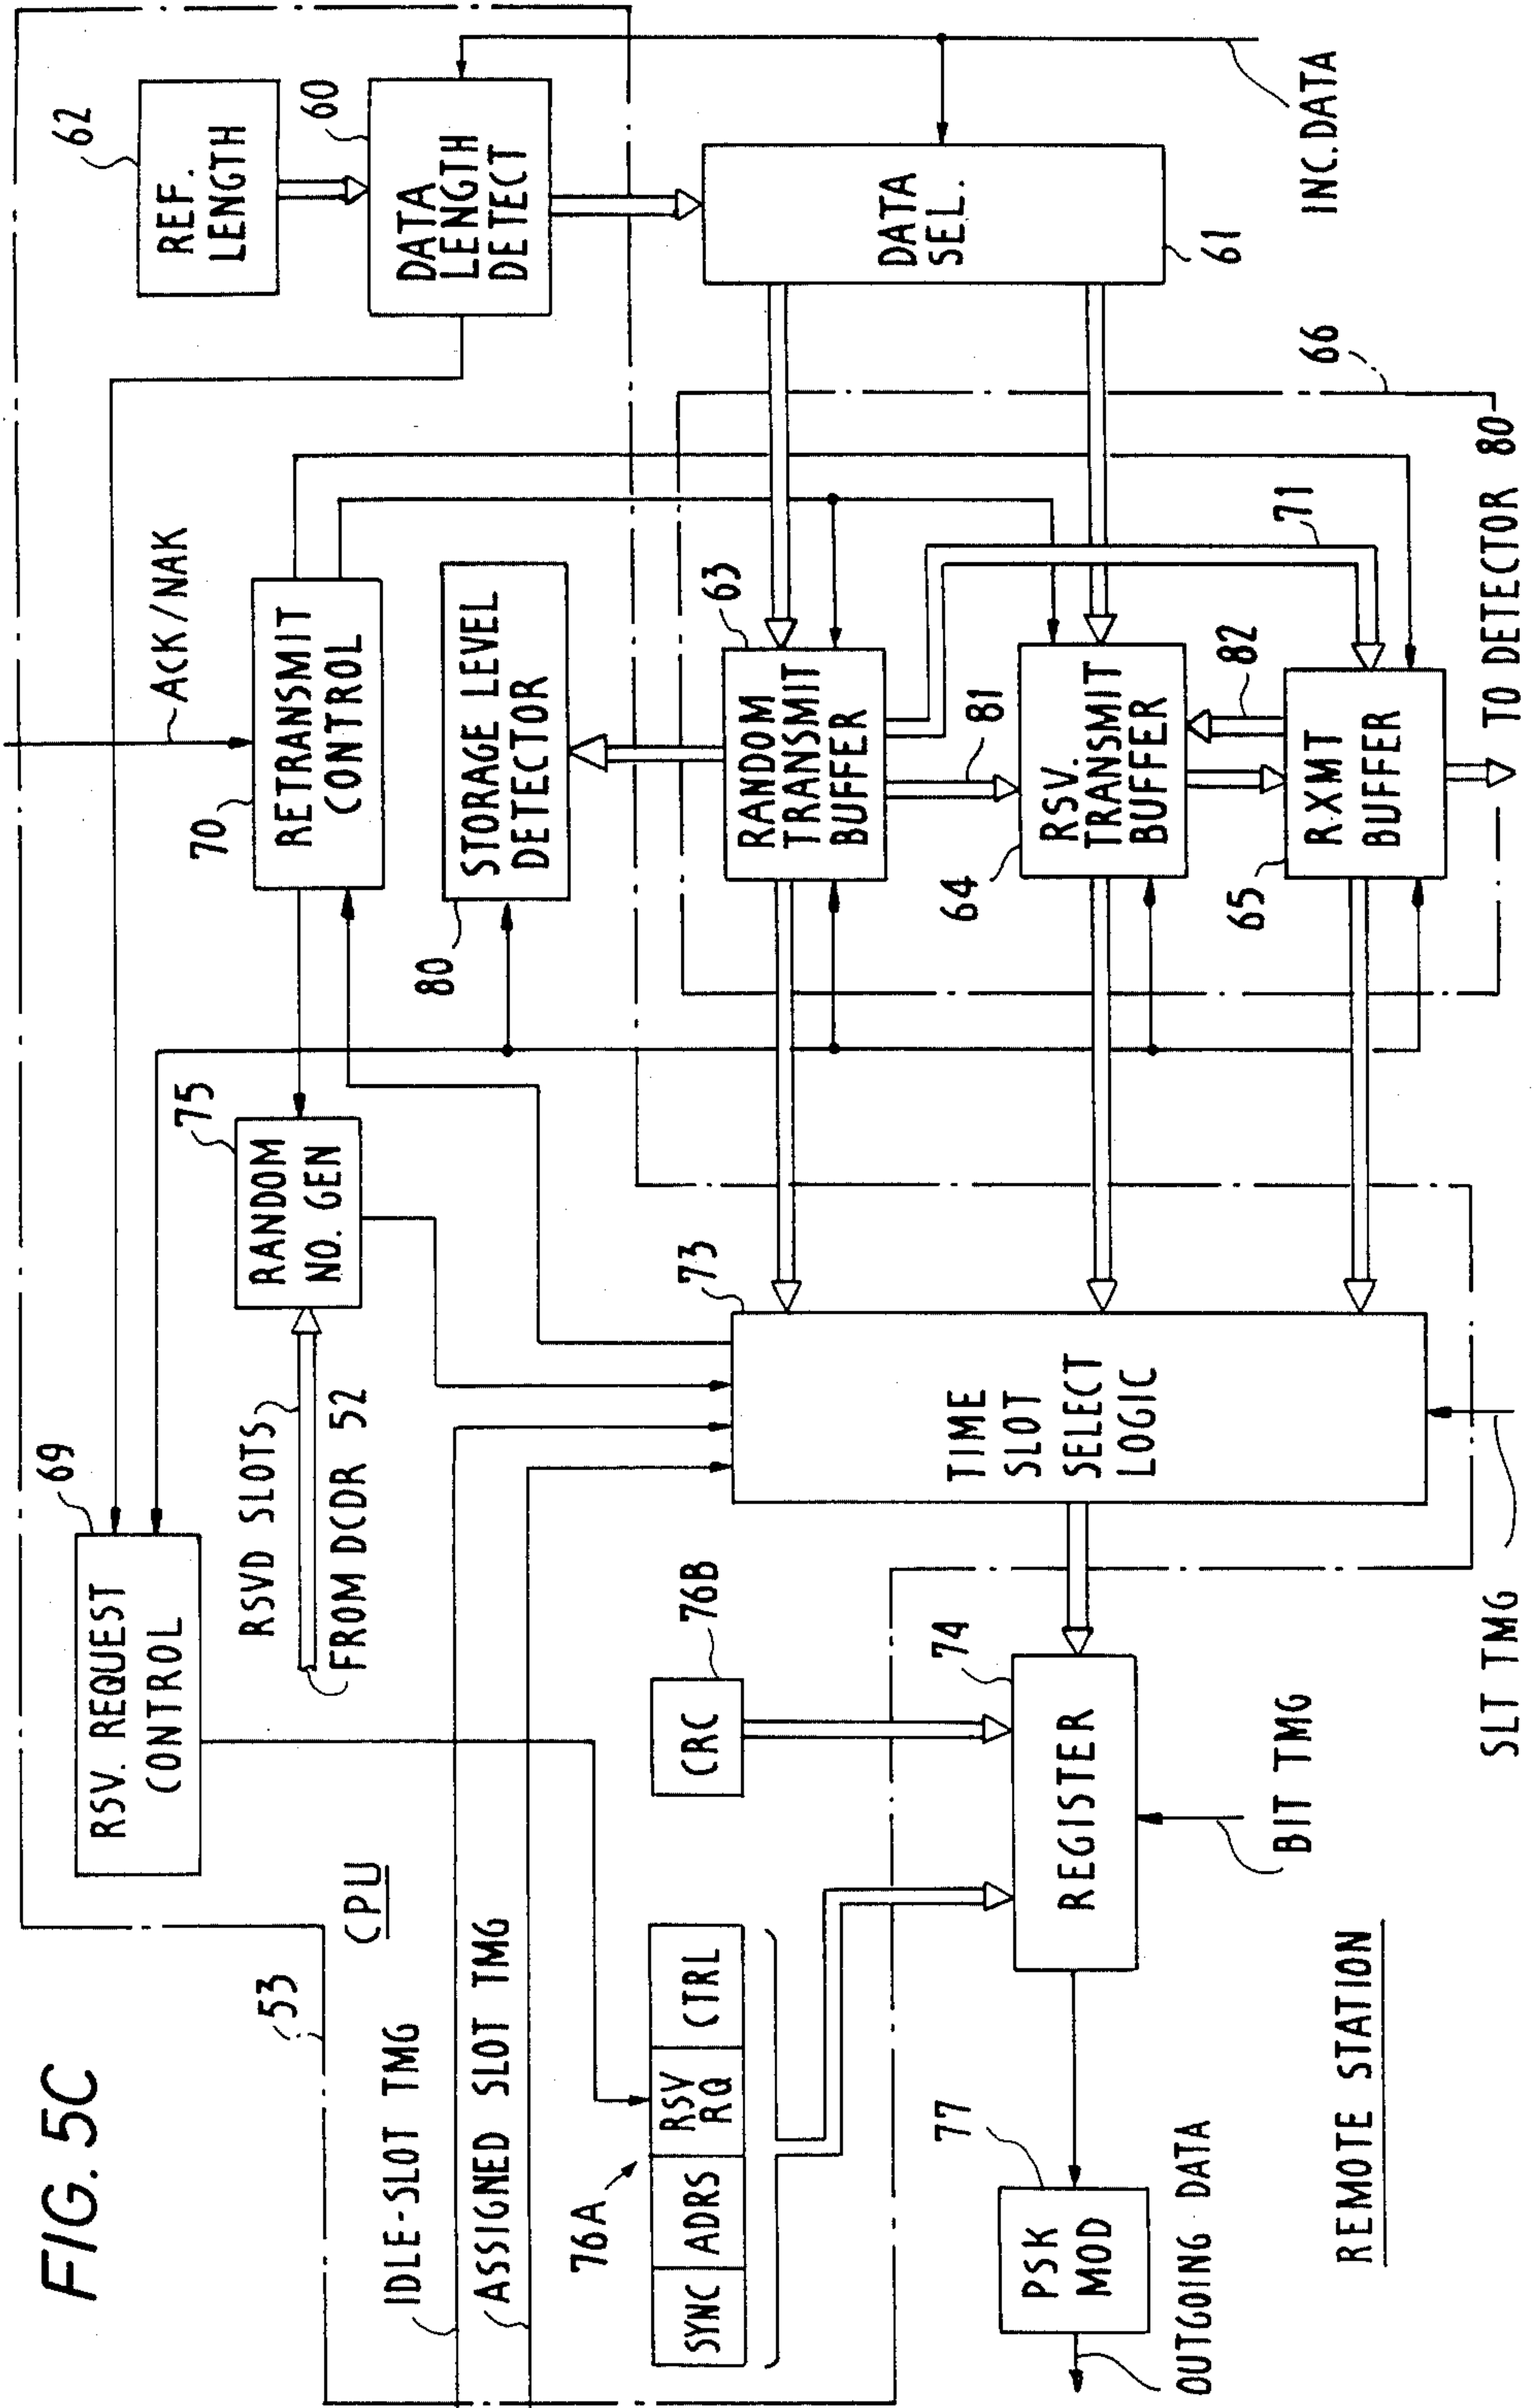 FIG. 5C
53
CPU
69
RSV. REQUEST
CONTROL
RSVD SLOTS
FROM DCDR 52
75
RANDOM
NO. GEN
70
RETRANSMIT
CONTROL
ACK/NAK
62
REF.
LENGTH
60
DATA
LENGTH
DETECT
80
STORAGE LEVEL
DETECTOR
IDLE-SLOT TMG
ASSIGNED SLOT TMG
76A
SYNC
ADRS
RSV
RQ
CTRL
CRC
76B
73
TIME
SLOT
SELECT
LOGIC
63
RANDOM
TRANSMIT
BUFFER
81
64
RSV.
TRANSMIT
BUFFER
82
71
65
RXMT
BUFFER
66
DATA
SEL.
61
INC.DATA
77
PSK
MOD
OUTGOING DATA
74
REGISTER
BIT TMG
SLT TMG
TO DETECTOR 80
REMOTE STATION